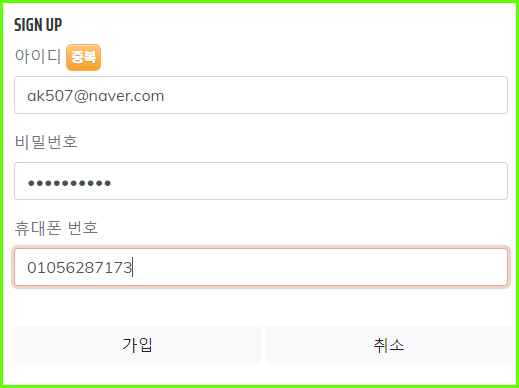 SIGN UP
아이디 중복
ak507@naver.com
비밀번호
••••••••••
휴대폰 번호
01056287173
가입 취소